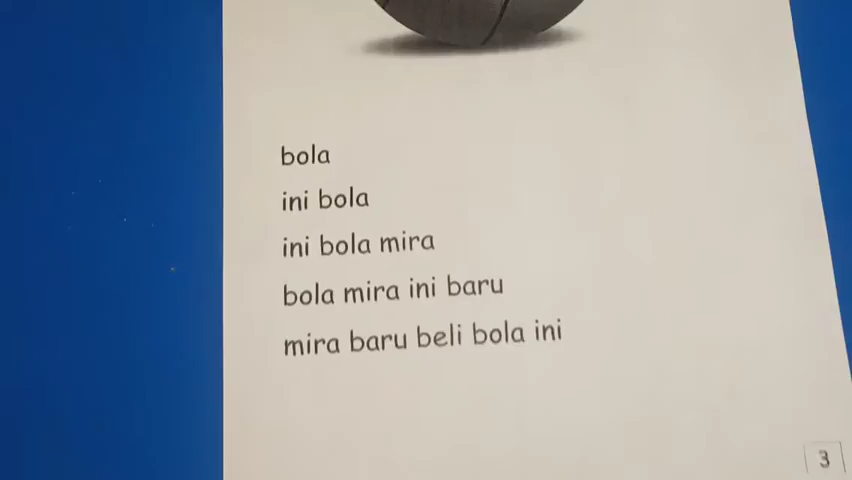 bola
ini bola
ini bola mira
bola mira ini baru
mira baru beli bola ini
3